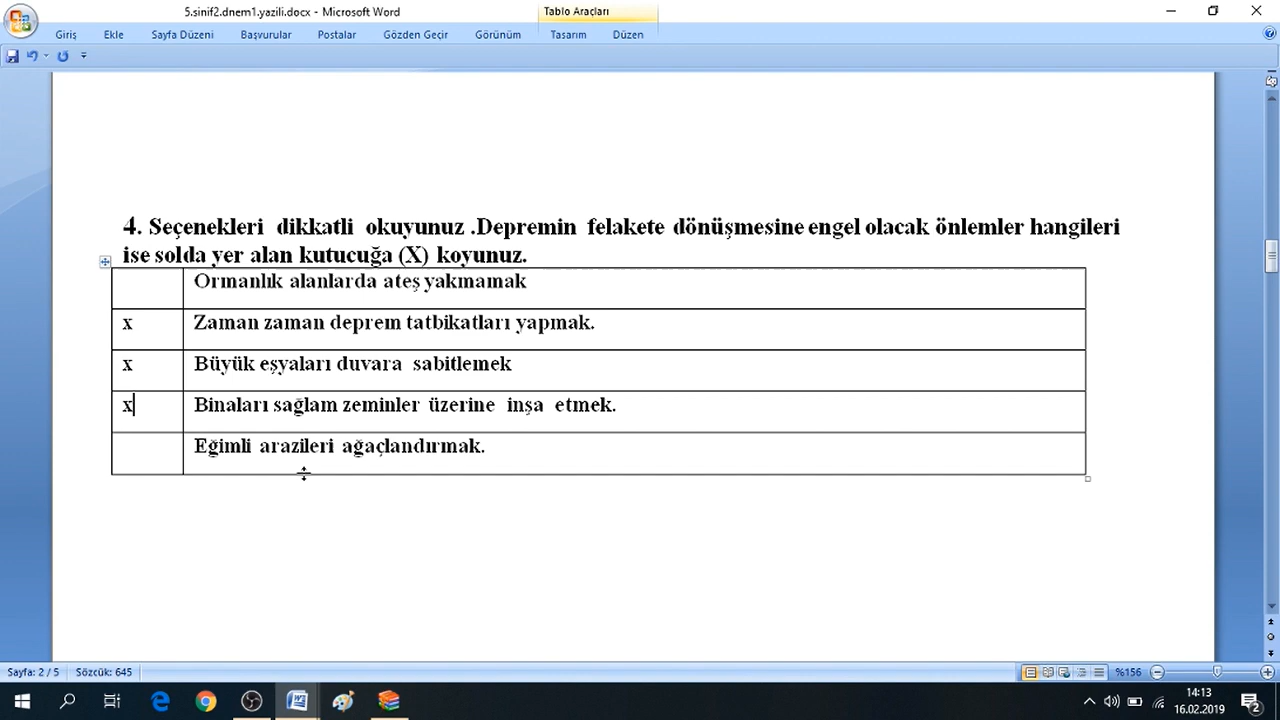 5.sinif2.dnem1.yazili.docx - Microsoft Word
Tablo Araçları
Giriş Ekle Sayfa Düzeni Başvurular Postalar Gözden Geçir Görünüm Tasarım Düzen
4. Seçenekleri dikkatli okuyunuz .Depremin felakete dönüşmesine engel olacak önlemler hangileri
ise solda yer alan kutucuğa (X) koyunuz.
Ormanlık alanlarda ateş yakmamak
x Zaman zaman deprem tatbikatları yapmak.
x Büyük eşyaları duvara sabitlemek
x Binaları sağlam zeminler üzerine inşa etmek.
Eğimli arazileri ağaçlandırmak.
Sayfa: 2 / 5 Sözcük: 645 %156
14:13
16.02.2019
2